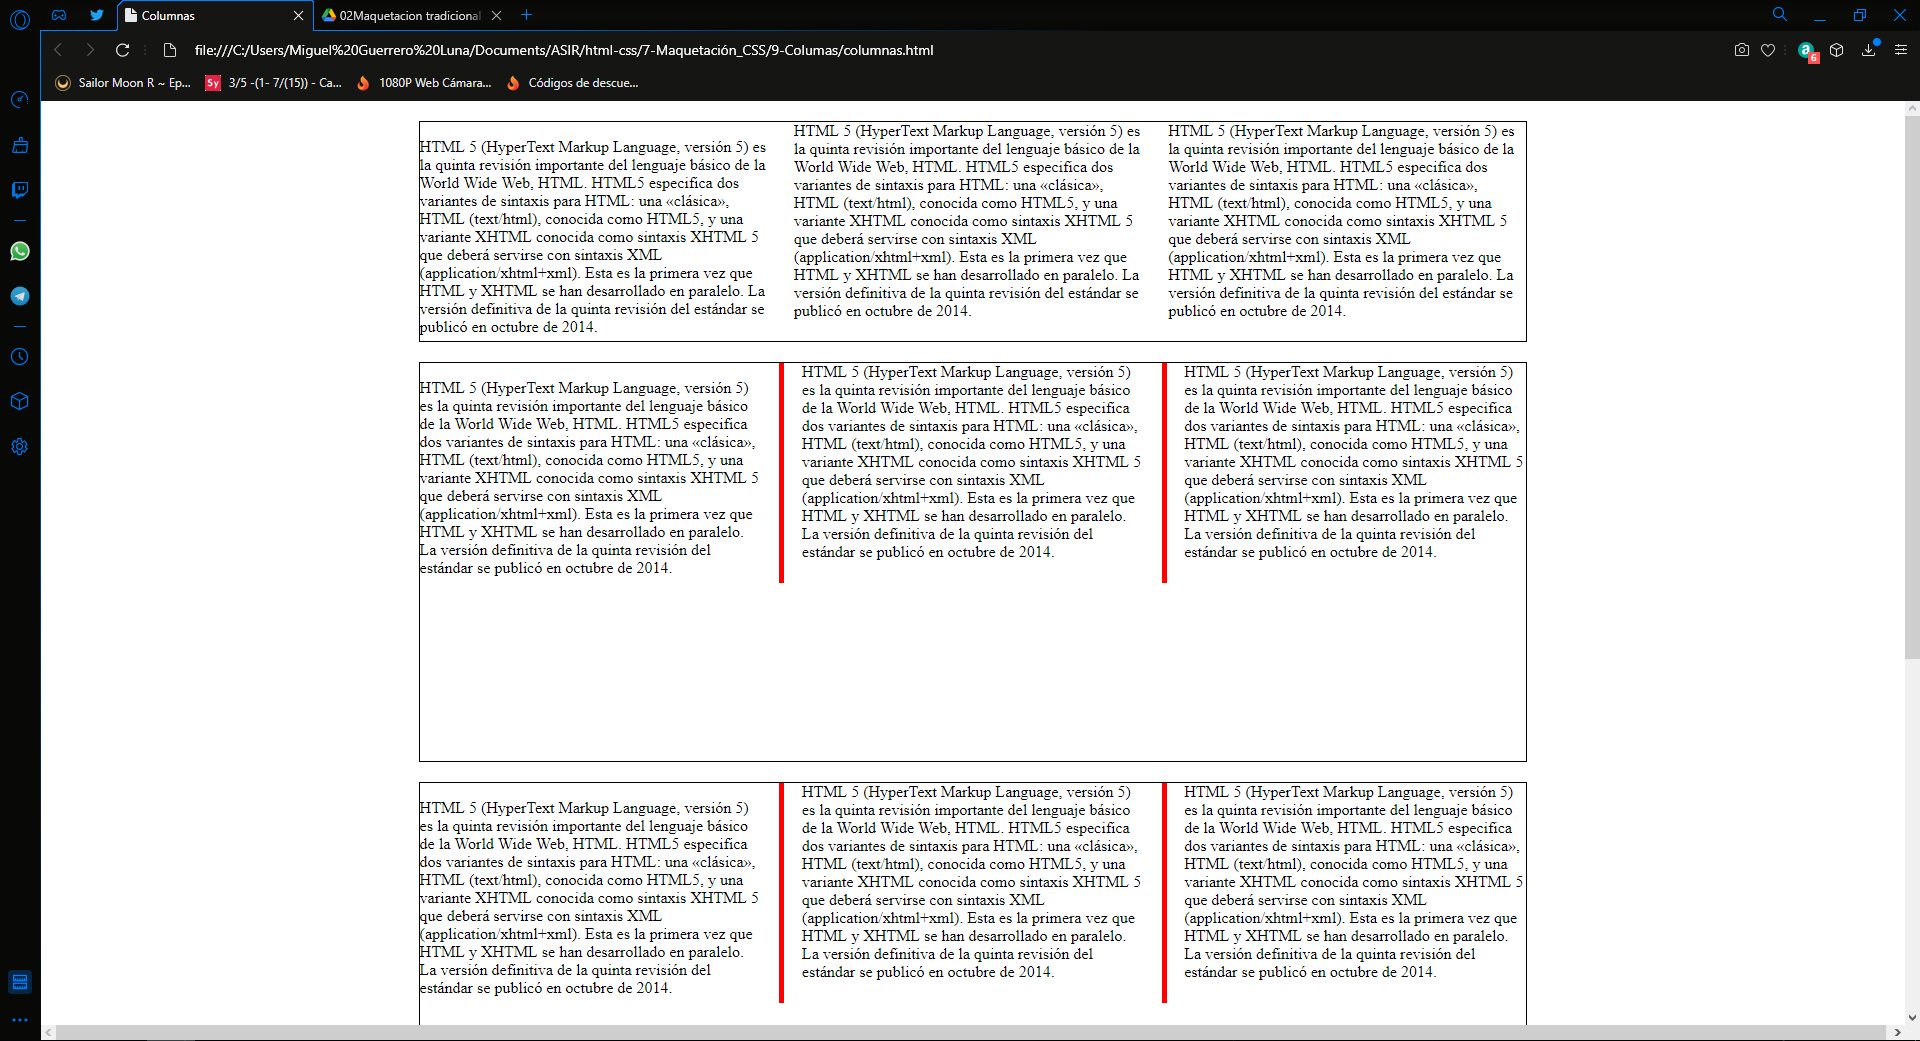 Columnas
02Maquetacion tradicional
file:///C:/Users/Miguel%20Guerrero%20Luna/Documents/ASIR/html-css/7-Maquetación_CSS/9-Columas/columnas.html
a
6
Sailor Moon R ~ Ep...
Sy
3/5 -(1- 7/(15)) - Ca...
1080P Web Cámara...
Códigos de descue...
HTML 5 (HyperText Markup Language, versión 5) es
la quinta revisión importante del lenguaje básico de la
World Wide Web, HTML. HTML5 especifica dos
variantes de sintaxis para HTML: una «clásica»,
HTML (text/html), conocida como HTML5, y una
variante XHTML conocida como sintaxis XHTML 5
que deberá servirse con sintaxis XML
(application/xhtml+xml). Esta es la primera vez que
HTML y XHTML se han desarrollado en paralelo. La
versión definitiva de la quinta revisión del estándar se
publicó en octubre de 2014.
HTML 5 (HyperText Markup Language, versión 5) es
la quinta revisión importante del lenguaje básico de la
World Wide Web, HTML. HTML5 especifica dos
variantes de sintaxis para HTML: una «clásica»,
HTML (text/html), conocida como HTML5, y una
variante XHTML conocida como sintaxis XHTML 5
que deberá servirse con sintaxis XML
(application/xhtml+xml). Esta es la primera vez que
HTML y XHTML se han desarrollado en paralelo. La
versión definitiva de la quinta revisión del estándar se
publicó en octubre de 2014.
HTML 5 (HyperText Markup Language, versión 5) es
la quinta revisión importante del lenguaje básico de la
World Wide Web, HTML. HTML5 especifica dos
variantes de sintaxis para HTML: una «clásica»,
HTML (text/html), conocida como HTML5, y una
variante XHTML conocida como sintaxis XHTML 5
que deberá servirse con sintaxis XML
(application/xhtml+xml). Esta es la primera vez que
HTML y XHTML se han desarrollado en paralelo. La
versión definitiva de la quinta revisión del estándar se
publicó en octubre de 2014.
HTML 5 (HyperText Markup Language, versión 5)
es la quinta revisión importante del lenguaje básico
de la World Wide Web, HTML. HTML5 especifica
dos variantes de sintaxis para HTML: una «clásica»,
HTML (text/html), conocida como HTML5, y una
variante XHTML conocida como sintaxis XHTML 5
que deberá servirse con sintaxis XML
(application/xhtml+xml). Esta es la primera vez que
HTML y XHTML se han desarrollado en paralelo.
La versión definitiva de la quinta revisión del
estándar se publicó en octubre de 2014.
HTML 5 (HyperText Markup Language, versión 5)
es la quinta revisión importante del lenguaje básico
de la World Wide Web, HTML. HTML5 especifica
dos variantes de sintaxis para HTML: una «clásica»,
HTML (text/html), conocida como HTML5, y una
variante XHTML conocida como sintaxis XHTML 5
que deberá servirse con sintaxis XML
(application/xhtml+xml). Esta es la primera vez que
HTML y XHTML se han desarrollado en paralelo.
La versión definitiva de la quinta revisión del
estándar se publicó en octubre de 2014.
HTML 5 (HyperText Markup Language, versión 5)
es la quinta revisión importante del lenguaje básico
de la World Wide Web, HTML. HTML5 especifica
dos variantes de sintaxis para HTML: una «clásica»,
HTML (text/html), conocida como HTML5, y una
variante XHTML conocida como sintaxis XHTML 5
que deberá servirse con sintaxis XML
(application/xhtml+xml). Esta es la primera vez que
HTML y XHTML se han desarrollado en paralelo.
La versión definitiva de la quinta revisión del
estándar se publicó en octubre de 2014.
HTML 5 (HyperText Markup Language, versión 5)
es la quinta revisión importante del lenguaje básico
de la World Wide Web, HTML. HTML5 especifica
dos variantes de sintaxis para HTML: una «clásica»,
HTML (text/html), conocida como HTML5, y una
variante XHTML conocida como sintaxis XHTML 5
que deberá servirse con sintaxis XML
(application/xhtml+xml). Esta es la primera vez que
HTML y XHTML se han desarrollado en paralelo.
La versión definitiva de la quinta revisión del
estándar se publicó en octubre de 2014.
HTML 5 (HyperText Markup Language, versión 5)
es la quinta revisión importante del lenguaje básico
de la World Wide Web, HTML. HTML5 especifica
dos variantes de sintaxis para HTML: una «clásica»,
HTML (text/html), conocida como HTML5, y una
variante XHTML conocida como sintaxis XHTML 5
que deberá servirse con sintaxis XML
(application/xhtml+xml). Esta es la primera vez que
HTML y XHTML se han desarrollado en paralelo.
La versión definitiva de la quinta revisión del
estándar se publicó en octubre de 2014.
HTML 5 (HyperText Markup Language, versión 5)
es la quinta revisión importante del lenguaje básico
de la World Wide Web, HTML. HTML5 especifica
dos variantes de sintaxis para HTML: una «clásica»,
HTML (text/html), conocida como HTML5, y una
variante XHTML conocida como sintaxis XHTML 5
que deberá servirse con sintaxis XML
(application/xhtml+xml). Esta es la primera vez que
HTML y XHTML se han desarrollado en paralelo.
La versión definitiva de la quinta revisión del
estándar se publicó en octubre de 2014.